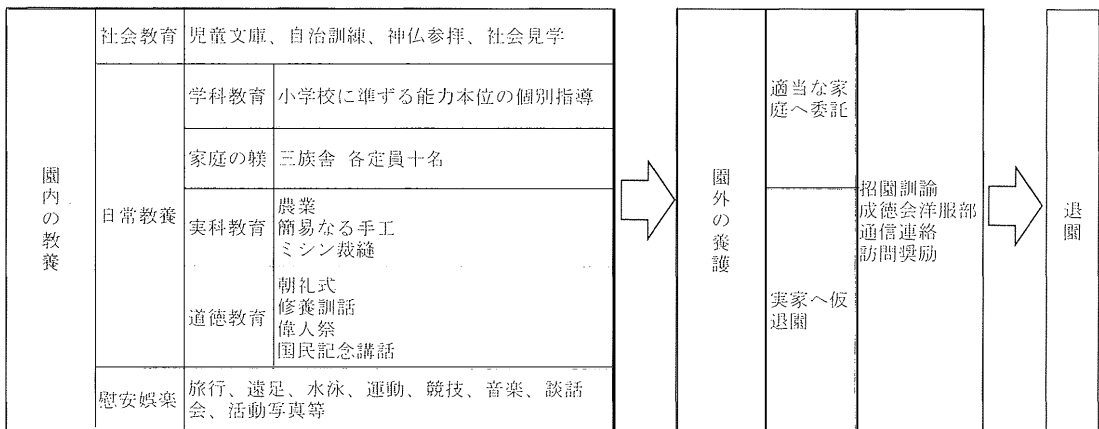 園内の教養
社会教育
児童文庫、自治訓練、神仏参拝、社会見学
日常教養
学科教育
小学校に準ずる能力本位の個別指導
家庭の躾
三族舎 各定員十名
実科教育
農業
簡易なる手工
ミシン裁縫
道徳教育
朝礼式
修養訓話
偉人祭
国民記念講話
慰安娯楽
旅行、遠足、水泳、運動、競技、音楽、談話
会、活動写真等
園外の養護
適当な家
庭へ委託
実家へ仮
退園
招園訓諭
成徳会洋服部
通信連絡
訪問奨励
退園